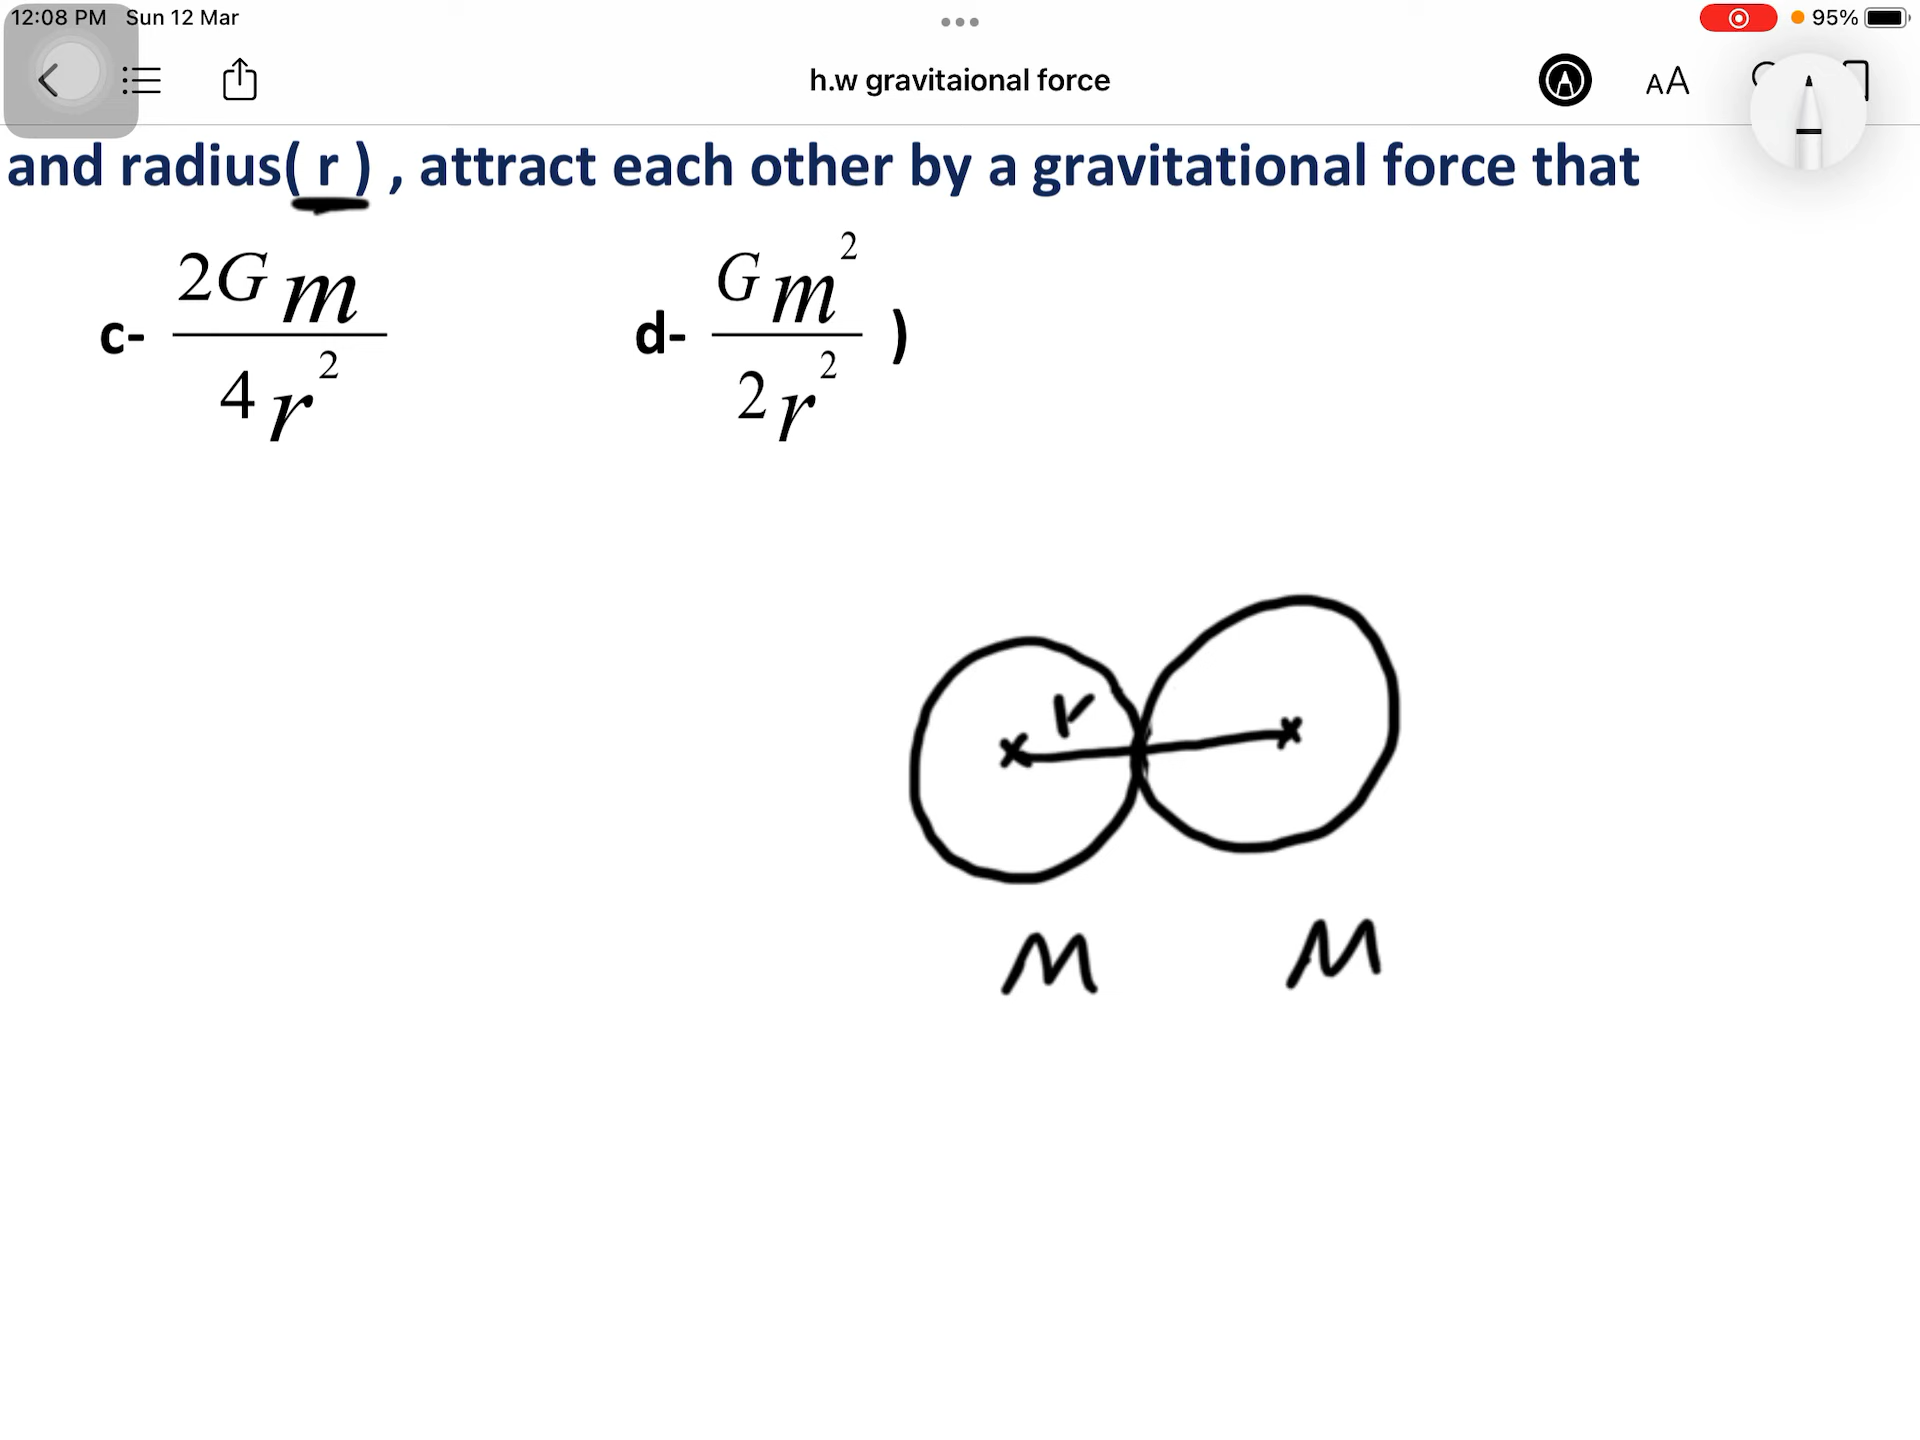 12:08 PM Sun 12 Mar
95%
h.w gravitaional force
AA
and radius( r ) , attract each other by a gravitational force that
c- 2Gm / 4r² d- Gm² / 2r² )
r
M M